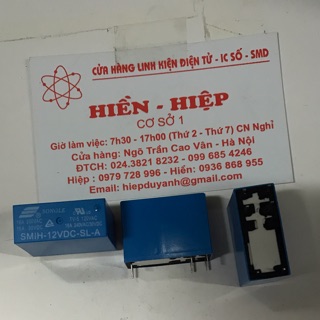 CỬA HÀNG LINH KIỆN ĐIỆN TỬ - IC SỐ - SMD
HIỀN - HIỆP
CƠ SỞ 1
Giờ làm việc: 7h30 - 17h00 (Thứ 2 - Thứ 7) CN Nghỉ
Cửa hàng: Ngõ Trần Cao Vân - Hà Nội
ĐTCH: 024.3821 8232 - 099 685 4246
Hiệp : 0979 728 996 - Hiền: 0936 868 955
Email: hiepduyanh@gmail.com
SONGLE
SMIH-12VDC-SL-A